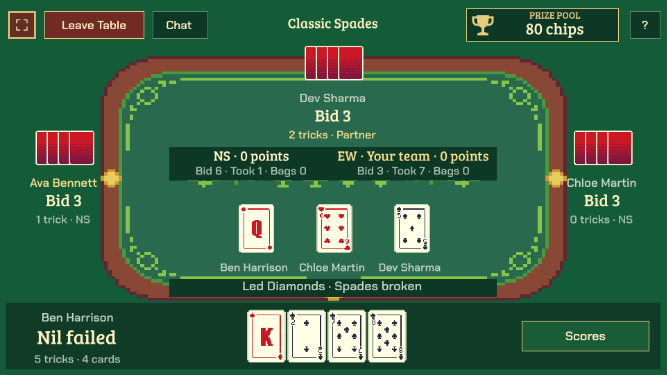 Leave Table
Chat
Classic Spades
PRIZE POOL
80 chips
?
Dev Sharma
Bid 3
2 tricks · Partner
NS · 0 points
Bid 6 · Took 1 · Bags 0
EW · Your team · 0 points
Bid 3 · Took 7 · Bags 0
Ava Bennett
Bid 3
1 trick · NS
Chloe Martin
Bid 3
0 tricks · NS
Q
Ben Harrison
Chloe Martin
Dev Sharma
Led Diamonds · Spades broken
Ben Harrison
Nil failed
5 tricks · 4 cards
K
Scores